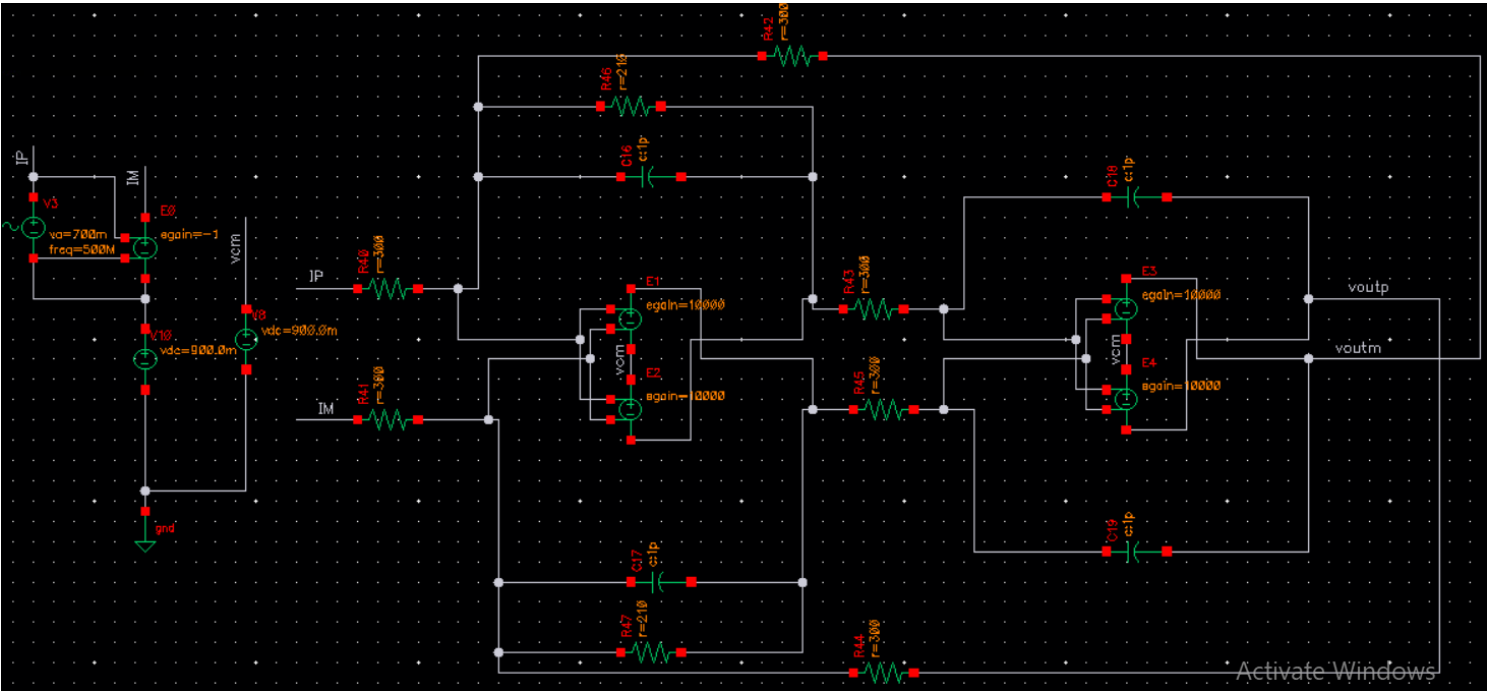 R42
r=300
R46
r=210
C16
c:1p
IP
IM
V3
va=700m
freq=500M
E0
egain=-1
vcm
V10
vdc=900.0m
V8
vdc=900.0m
gnd
IP
R40
r=300
IM
R41
r=300
E1
egain=10000
vcm
E2
egain=10000
R43
r=300
R45
r=300
C18
c:1p
E3
egain=10000
vcm
E4
egain=10000
voutp
voutm
C17
c:1p
R47
r=210
C19
c:1p
R44
r=300
Activate Windows